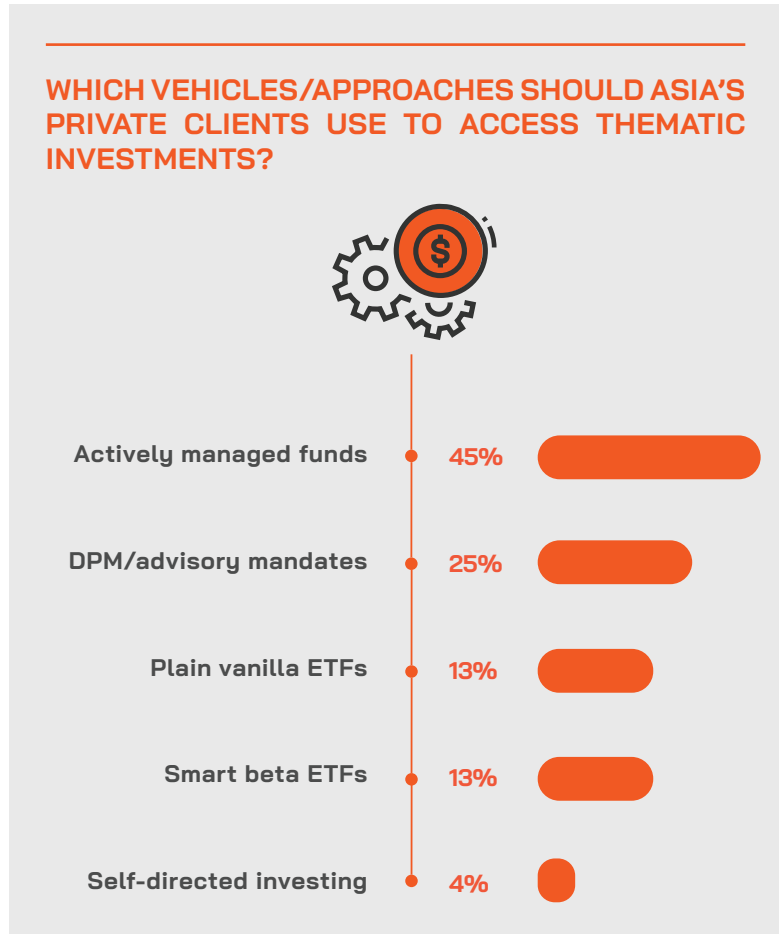 WHICH VEHICLES/APPROACHES SHOULD ASIA'S
PRIVATE CLIENTS USE TO ACCESS THEMATIC
INVESTMENTS?
$
Actively managed funds 45%
DPM/advisory mandates 25%
Plain vanilla ETFs 13%
Smart beta ETFs 13%
Self-directed investing 4%